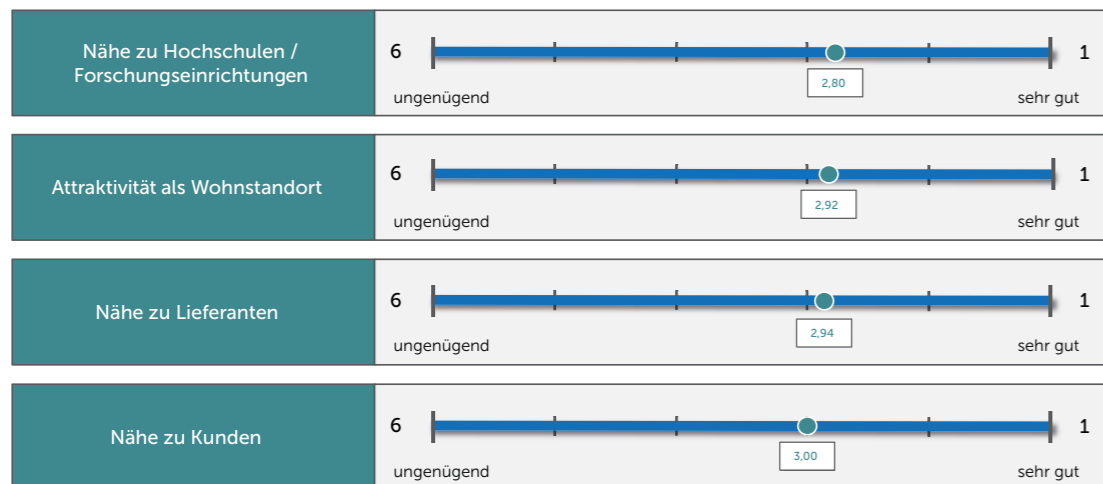 Nähe zu Hochschulen /
Forschungseinrichtungen
6
1
2,80
ungenügend
sehr gut
Attraktivität als Wohnstandort
6
1
2,92
ungenügend
sehr gut
Nähe zu Lieferanten
6
1
2,94
ungenügend
sehr gut
Nähe zu Kunden
6
1
3,00
ungenügend
sehr gut